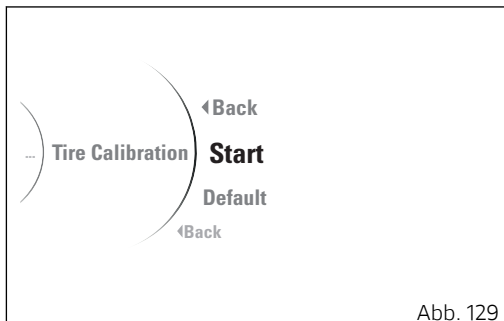 ◀Back
... Tire Calibration Start
Default
◀Back
Abb. 129